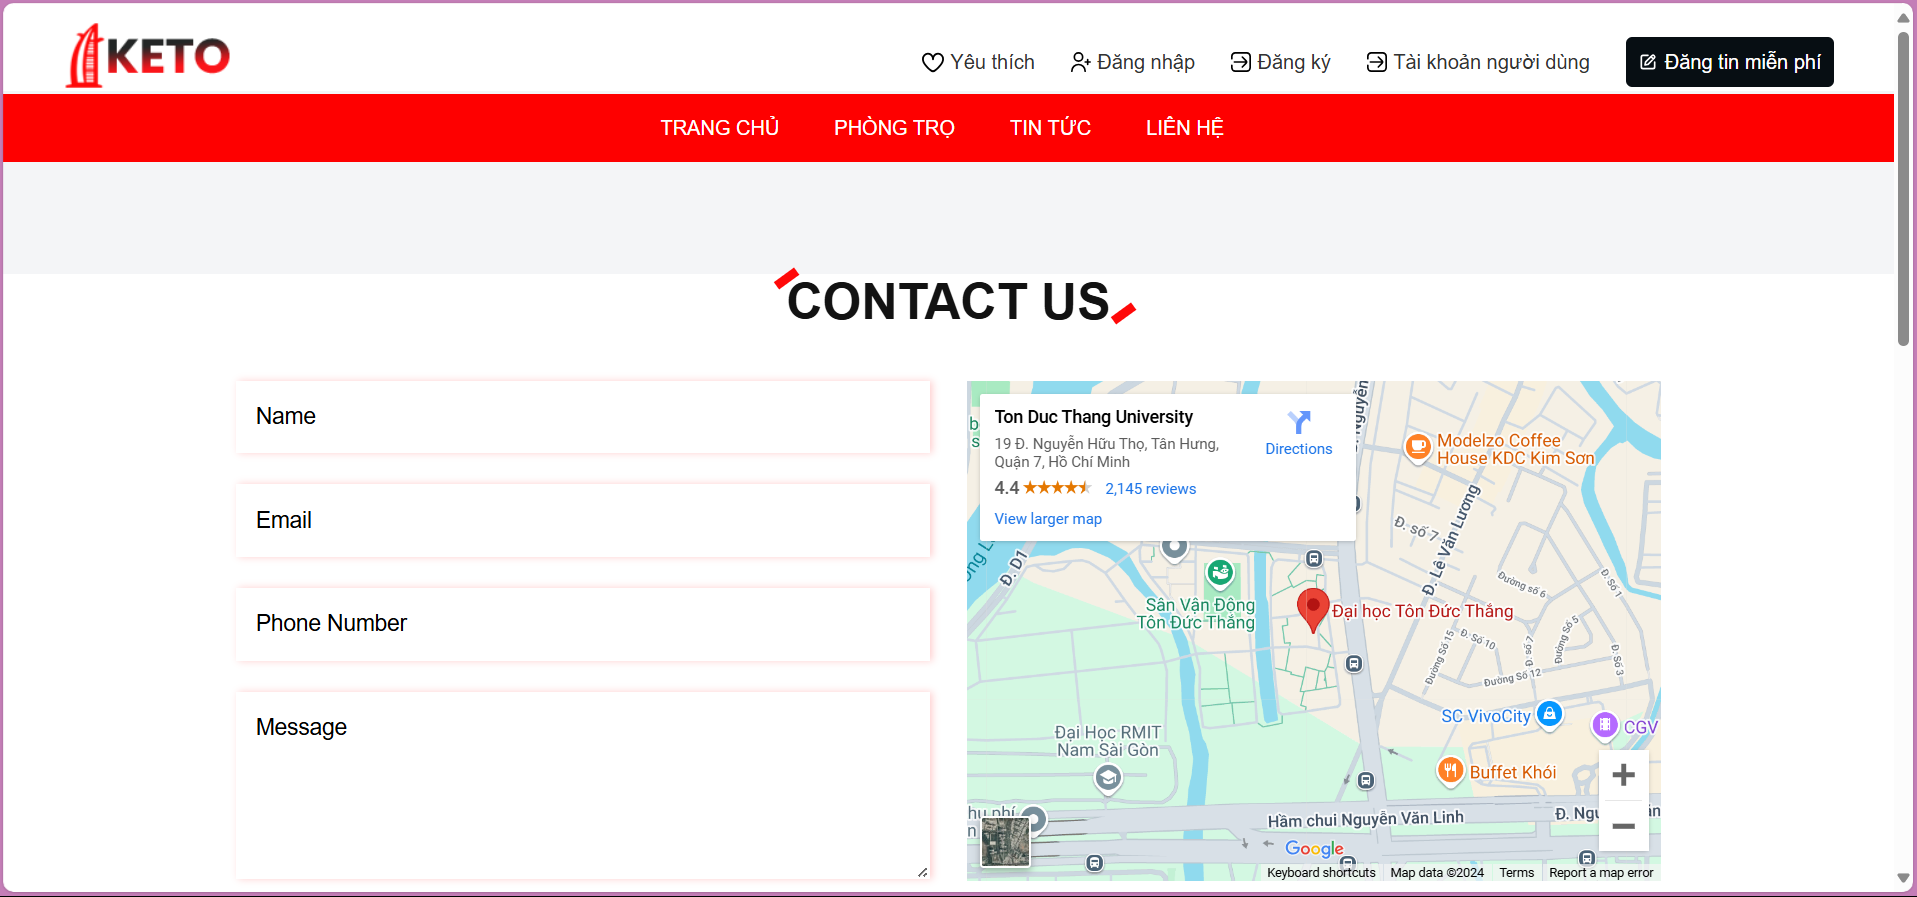 KETO
Yêu thích
Đăng nhập
Đăng ký
Tài khoản người dùng
Đăng tin miễn phí
TRANG CHỦ
PHÒNG TRỌ
TIN TỨC
LIÊN HỆ
CONTACT US
Name
Email
Phone Number
Message
Ton Duc Thang University
19 Đ. Nguyễn Hữu Thọ, Tân Hưng,
Quận 7, Hồ Chí Minh
4.4
2,145 reviews
View larger map
Directions
Modelzo Coffee
House KDC Kim Sơn
Đ. số 7
Đ. Lê Văn Lương
Đ. D1
Đường số 6
Đ. Số 1
Sân Vận Động
Tôn Đức Thắng
Đại học Tôn Đức Thắng
Đường Số 15
Đ. Số 10
Đ. số 7
Đường Số 5
Đ. Số 3
Đường Số 12
SC VivoCity
CGV
Đại Học RMIT
Nam Sài Gòn
Buffet Khói
Hầm chui Nguyễn Văn Linh
Google
Keyboard shortcuts
Map data ©2024
Terms
Report a map error